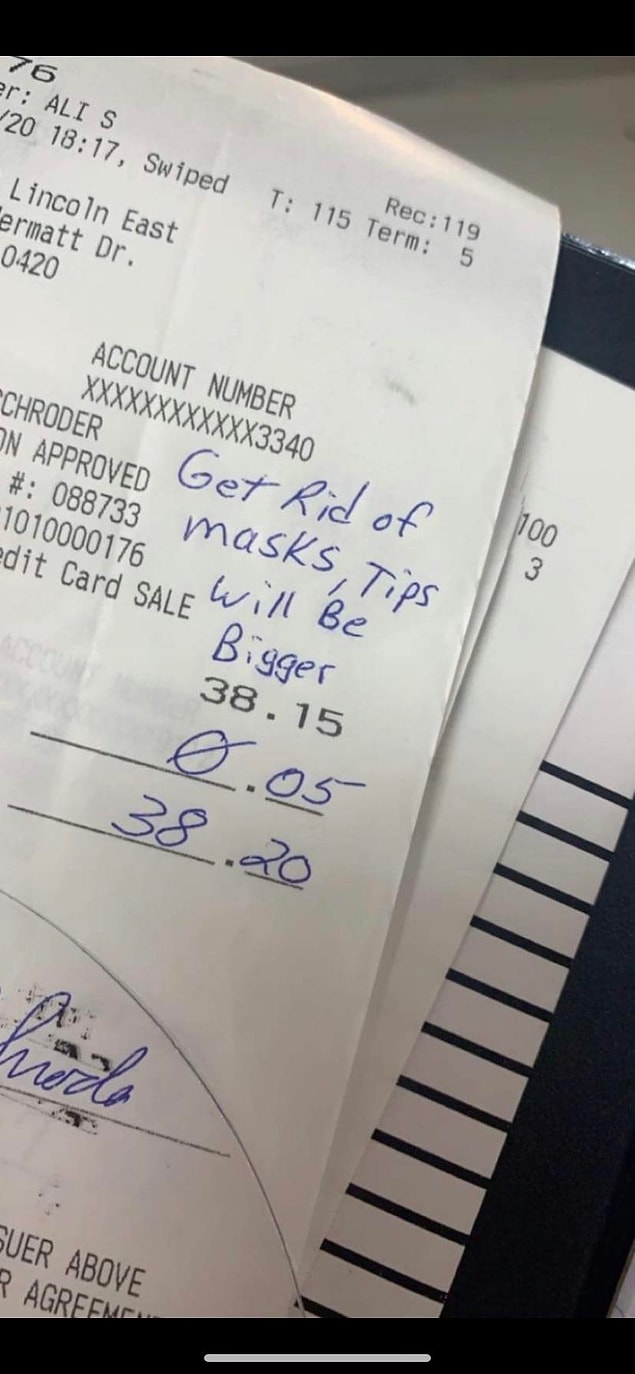 76
er: ALI S
/20 18:17, Swiped
Rec:119
T: 115 Term: 5
Lincoln East
ermatt Dr.
0420
ACCOUNT NUMBER
XXXXXXXXXXXX3340
CHRODER
ON APPROVED
#: 088733
1010000176
edit Card SALE
Get Rid of
masks, Tips
will Be
Bigger
38.15
0.05
38.20
100
3
SUER ABOVE
R AGREEMEN